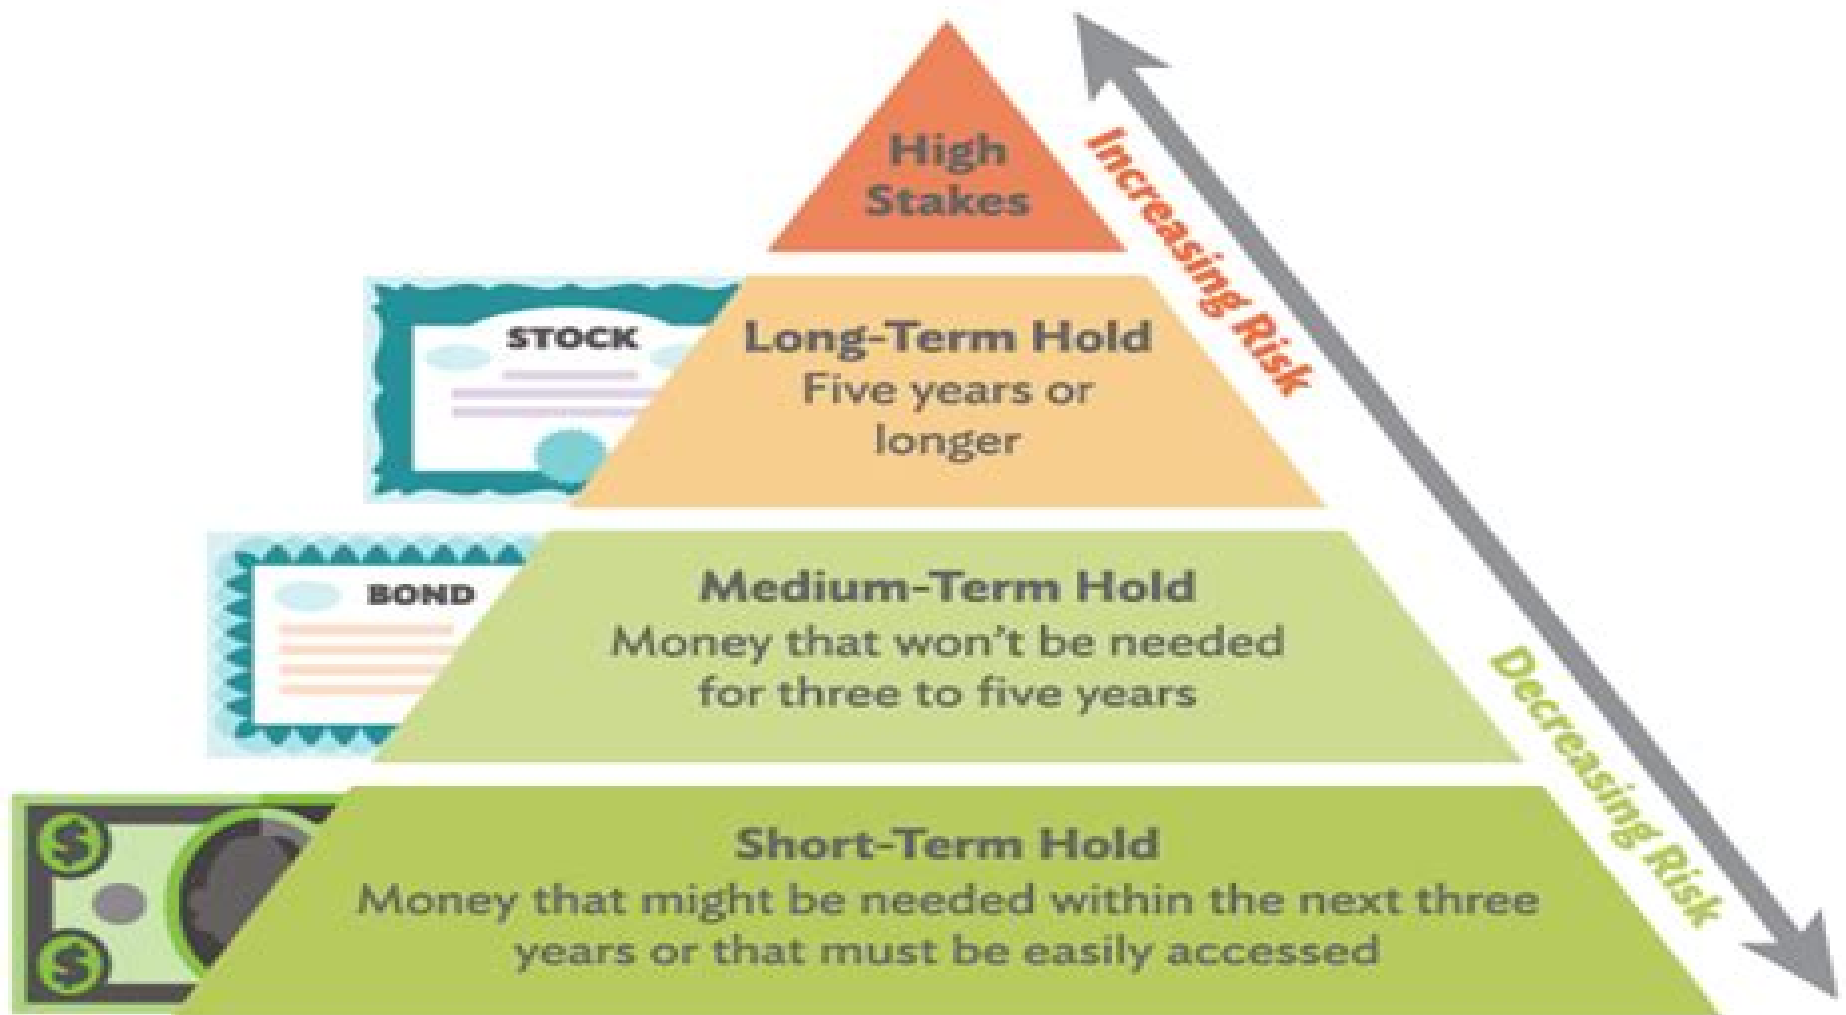 High
Stakes
Increasing Risk
STOCK
Long-Term Hold
Five years or
longer
BOND
Medium-Term Hold
Money that won't be needed
for three to five years
Decreasing Risk
$
$
Short-Term Hold
Money that might be needed within the next three
years or that must be easily accessed